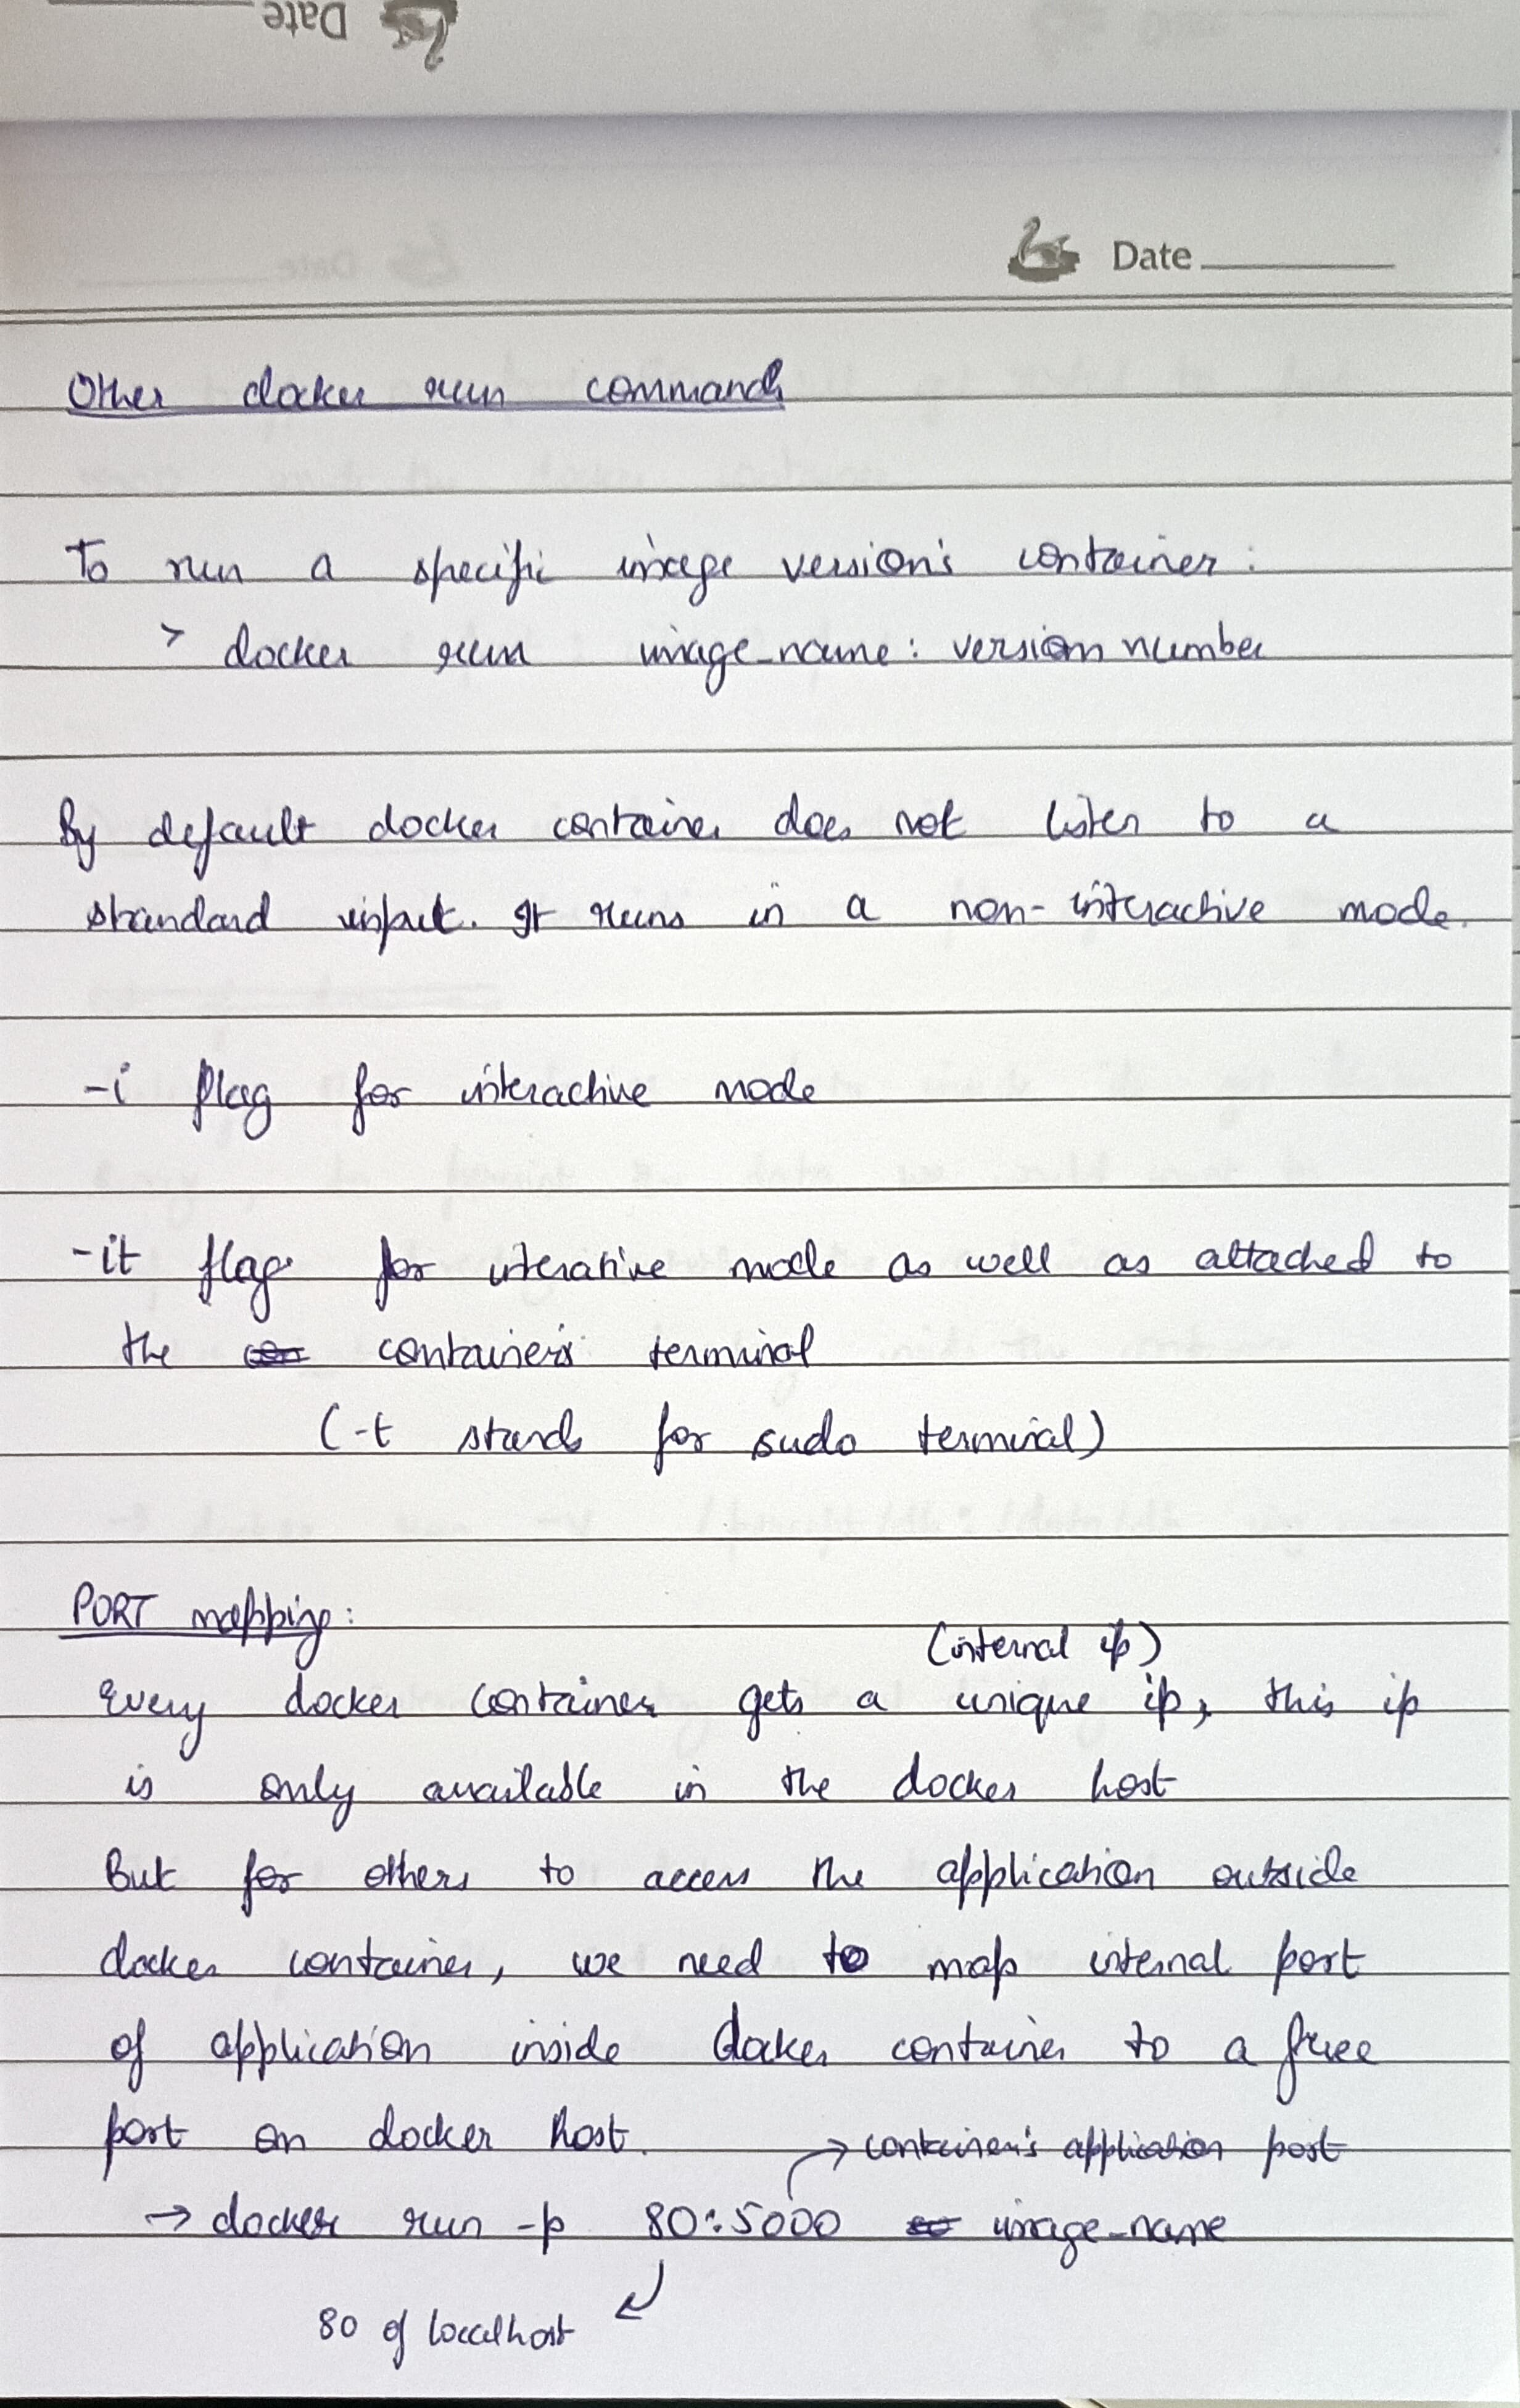 Date
Date
Other docker run commands
To run a specific image version's container:
> docker run image_name: version number
By default docker container does not listen to a
standard input. It runs in a non-interactive mode.
-i flag for interactive mode
-it flag for interative mode as well as attached to
the container's terminal
(-t stands for sudo terminal)
PORT mapping:
(internal ip)
Every docker container gets a unique ip, this ip
is only available in the docker host
But for others to access the application outside
docker container, we need to map internal port
of application inside docker container to a free
port on docker host.
→ container's application port
→ docker run -p 80:5000 image_name
80 of localhost